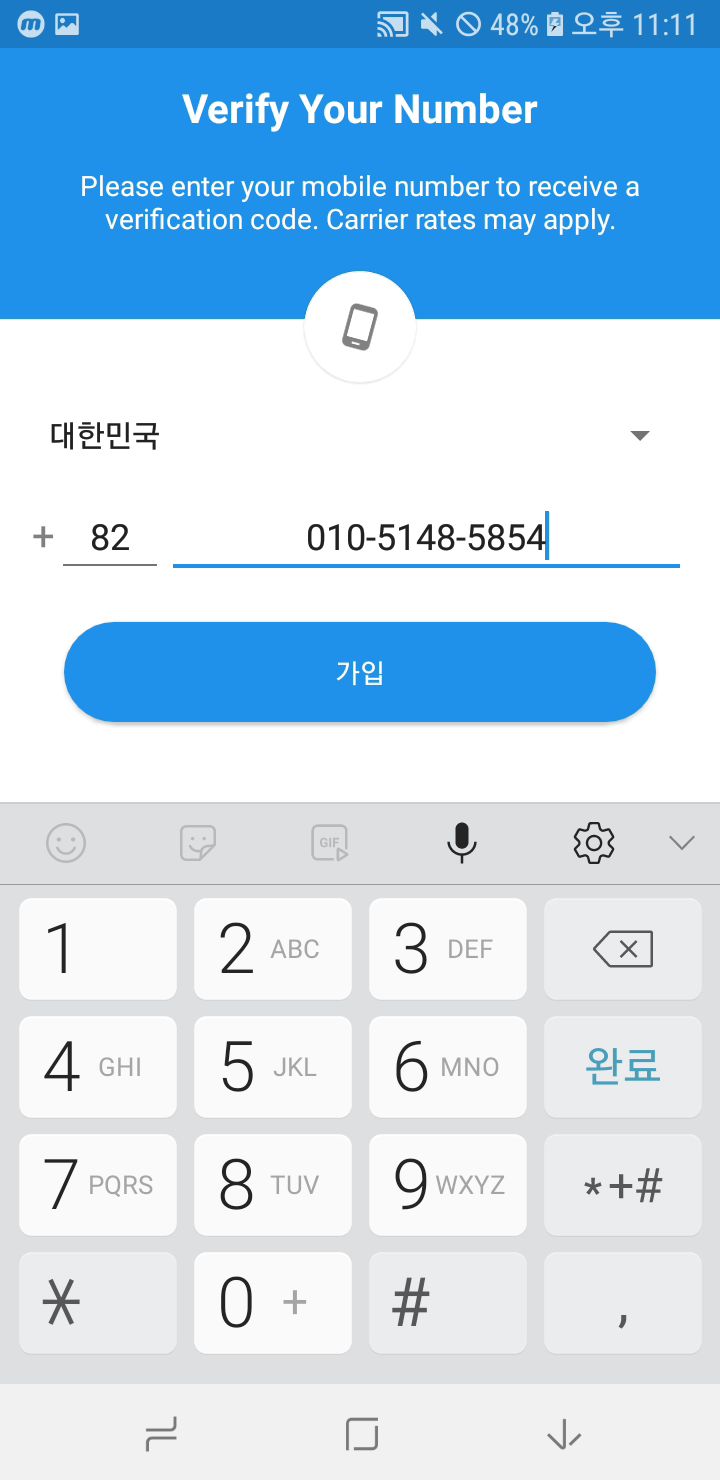 48% 오후 11:11
Verify Your Number
Please enter your mobile number to receive a
verification code. Carrier rates may apply.
대한민국
+ 82 010-5148-5854
가입
GIF
1 2 ABC 3 DEF
4 GHI 5 JKL 6 MNO 완료
7 PQRS 8 TUV 9 WXYZ *+#
* 0 + # ,